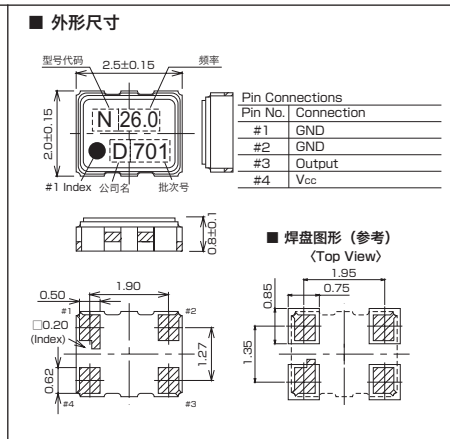 ■ 外形尺寸
型号代码
2.5±0.15
频率
2.0±0.15
N 26.0
D 701
#1 Index
公司名
批次号
Pin Connections
Pin No. Connection
#1 GND
#2 GND
#3 Output
#4 Vcc
0.8±0.1
■ 焊盘图形（参考）
〈Top View〉
1.90
0.50
#1
#2
□0.20
(Index)
1.27
0.62
#4
#3
1.95
0.75
0.85
1.35